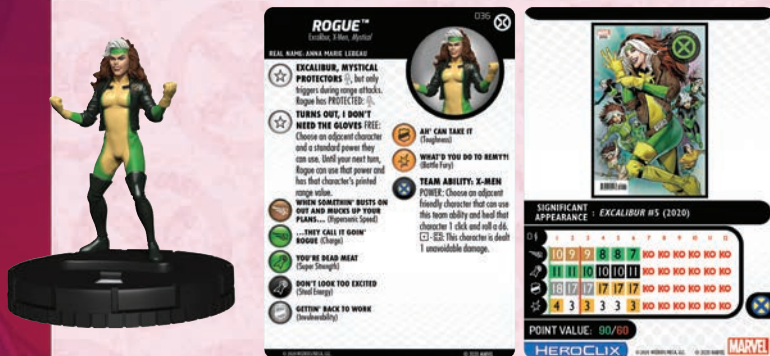 ROGUE™
Excalibur, X-Men, Mystical
036
REAL NAME: ANNA MARIE LEBEAU
EXCALIBUR, MYSTICAL
PROTECTORS , but only
triggers during range attacks.
Rogue has PROTECTED: .
TURNS OUT, I DON'T
NEED THE GLOVES FREE:
Choose an adjacent character
and a standard power they
can use. Until your next turn,
Rogue can use that power and
has that character's printed
range value.
WHEN SOMETHIN' BUSTS ON
OUT AND MUCKS UP YOUR
PLANS... (Hypersonic Speed)
...THEY CALL IT GOIN'
ROGUE (Charge)
YOU'RE DEAD MEAT
(Super Strength)
DON'T LOOK TOO EXCITED
(Steal Energy)
GETTIN' BACK TO WORK
(Invulnerability)
AH' CAN TAKE IT
(Toughness)
WHAT'D YOU DO TO REMY?!
(Battle Fury)
TEAM ABILITY: X-MEN
POWER: Choose an adjacent
friendly character that can use
this team ability and heal that
character 1 click and roll a d6.
: This character is dealt
1 unavoidable damage.
SIGNIFICANT
APPEARANCE : EXCALIBUR #5 (2020)
1 2 3 4 5 6 7 8 9 10 11 12
10 9 9 8 8 7 KO KO KO KO KO KO
11 11 10 10 10 11 KO KO KO KO KO KO
18 17 17 17 17 17 KO KO KO KO KO KO
4 3 3 3 3 3 KO KO KO KO KO KO
POINT VALUE: 90/60
HEROCLIX
MARVEL